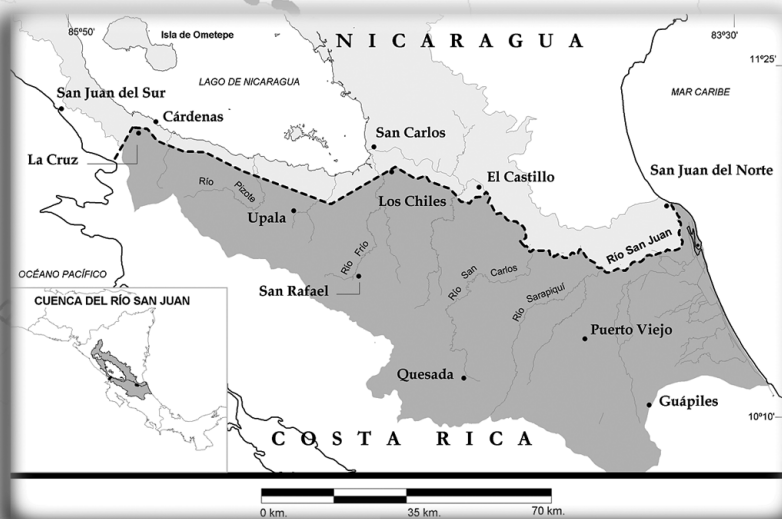 85°50'
83°30'
Isla de Ometepe
NICARAGUA
11°25'
LAGO DE NICARAGUA
MAR CARIBE
San Juan del Sur
Cárdenas
San Carlos
La Cruz
El Castillo
San Juan del Norte
Río Pizote
Los Chiles
Upala
Río San Juan
Río Frío
OCÉANO PACÍFICO
Río San Carlos
San Rafael
Río Sarapiquí
CUENCA DEL RÍO SAN JUAN
Puerto Viejo
Quesada
Guápiles
10°10'
COSTA RICA
0 km.
35 km.
70 km.